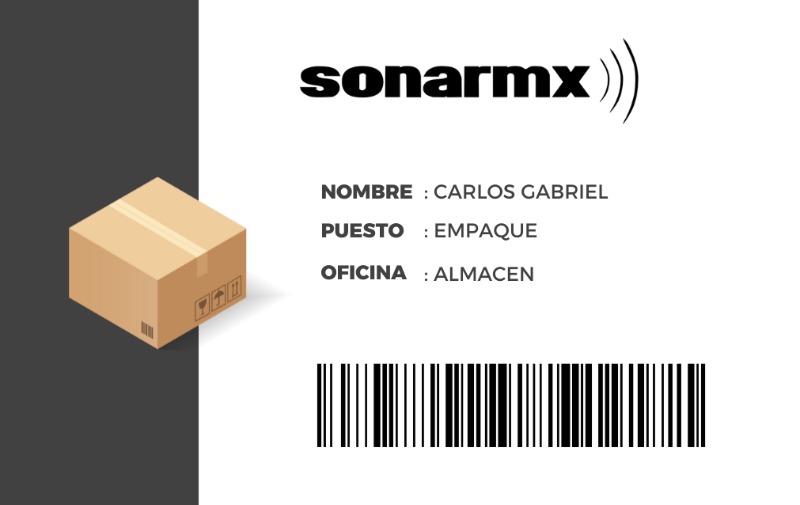 sonarmx
NOMBRE : CARLOS GABRIEL
PUESTO : EMPAQUE
OFICINA : ALMACEN